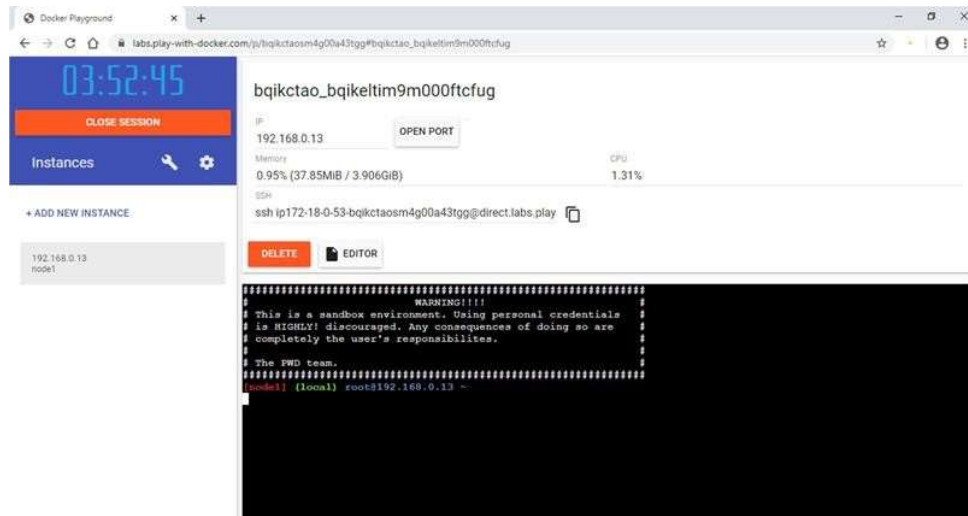 Docker Playground
labs.play-with-docker.com/p/bqikctaosm4g00a43tgg#bqikctao_bqikeltim9m000ftcfug
03:52:45
CLOSE SESSION
Instances
+ ADD NEW INSTANCE
192.168.0.13
node1
bqikctao_bqikeltim9m000ftcfug
IP
192.168.0.13
OPEN PORT
Memory
0.95% (37.85MiB / 3.906GiB)
CPU
1.31%
SSH
ssh ip172-18-0-53-bqikctaosm4g00a43tgg@direct.labs.play
DELETE
EDITOR
###############################################################
# WARNING!!!! #
# This is a sandbox environment. Using personal credentials #
# is HIGHLY! discouraged. Any consequences of doing so are #
# completely the user's responsibilites. #
# #
# The PWD team. #
###############################################################
[node1] (local) root@192.168.0.13 ~